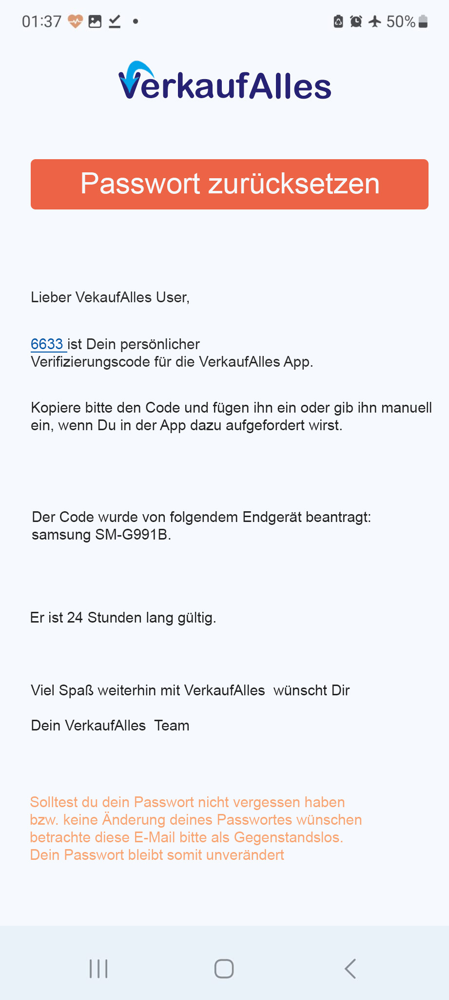 01:37 50%
VerkaufAlles
Passwort zurücksetzen
Lieber VekaufAlles User,
6633 ist Dein persönlicher
Verifizierungscode für die VerkaufAlles App.
Kopiere bitte den Code und fügen ihn ein oder gib ihn manuell
ein, wenn Du in der App dazu aufgefordert wirst.
Der Code wurde von folgendem Endgerät beantragt:
samsung SM-G991B.
Er ist 24 Stunden lang gültig.
Viel Spaß weiterhin mit VerkaufAlles wünscht Dir
Dein VerkaufAlles Team
Solltest du dein Passwort nicht vergessen haben
bzw. keine Änderung deines Passwortes wünschen
betrachte diese E-Mail bitte als Gegenstandslos.
Dein Passwort bleibt somit unverändert